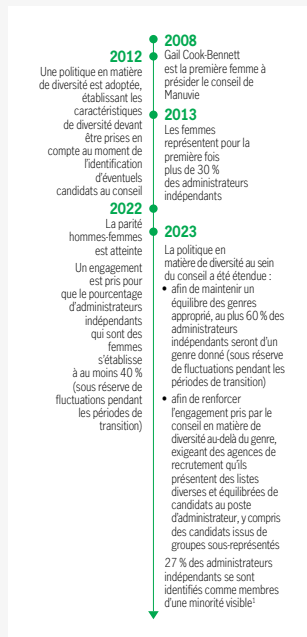 2008
Gail Cook-Bennett
est la première femme à
présider le conseil de
Manuvie
2012
Une politique en matière
de diversité est adoptée,
établissant les
caractéristiques
de diversité devant
être prises en
compte au moment de
l'identification
d'éventuels
candidats au conseil
2013
Les femmes
représentent pour la
première fois
plus de 30 %
des administrateurs
indépendants
2022
La parité
hommes-femmes
est atteinte
Un engagement
est pris pour
que le pourcentage
d'administrateurs
indépendants
qui sont des
femmes
s'établisse
à au moins 40 %
(sous réserve de
fluctuations pendant
les périodes de
transition)
2023
La politique en
matière de diversité au sein
du conseil a été étendue :
• afin de maintenir un
équilibre des genres
approprié, au plus 60 % des
administrateurs
indépendants seront d'un
genre donné (sous réserve
de fluctuations pendant les
périodes de transition)
• afin de renforcer
l'engagement pris par le
conseil en matière de
diversité au-delà du genre,
exigeant des agences de
recrutement qu'ils
présentent des listes
diverses et équilibrées de
candidats au poste
d'administrateur, y compris
des candidats issus de
groupes sous-représentés
27 % des administrateurs
indépendants se sont
identifiés comme membres
d'une minorité visible¹